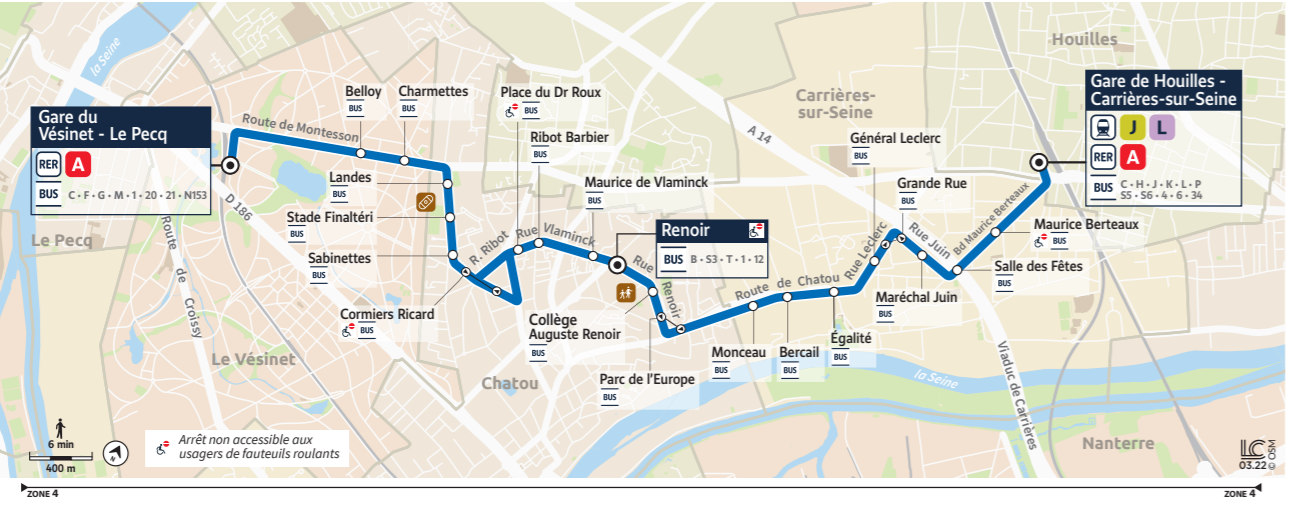 la Seine
Houilles
Gare de Houilles -
Carrières-sur-Seine
J L
RER A
BUS C • H • J • K • L • P
S5 • S6 • 4 • 6 • 34
Gare du
Vésinet - Le Pecq
RER A
BUS C • F • G • M • 1 • 20 • 21 • N153
Route de Montesson
Belloy
BUS
Charmettes
BUS
Place du Dr Roux
BUS
Ribot Barbier
BUS
Carrières-
sur-Seine
A 14
Général Leclerc
BUS
Landes
BUS
Maurice de Vlaminck
BUS
Grande Rue
BUS
D 186
Stade Finaltéri
BUS
Le Pecq
Route de Croissy
Sabinettes
BUS
R. Ribot
Rue Vlaminck
Renoir
BUS B • S3 • T • 1 • 12
Rue Renoir
Rue Leclerc
Rue Juin
Bd Maurice Berteaux
Maurice Berteaux
BUS
Salle des Fêtes
BUS
Route de Chatou
Maréchal Juin
BUS
Cormiers Ricard
BUS
Collège
Auguste Renoir
BUS
Monceau
BUS
Bercail
BUS
Égalité
BUS
Le Vésinet
Chatou
Parc de l'Europe
BUS
la Seine
Viaduc de Carrières
Nanterre
6 min
400 m
N
Arrêt non accessible aux
usagers de fauteuils roulants
LC
03.22
© OSM
ZONE 4
ZONE 4